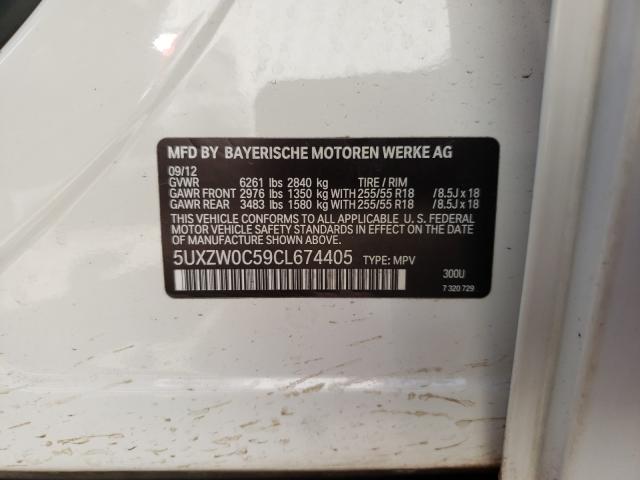 MFD BY BAYERISCHE MOTOREN WERKE AG
09/12
GVWR 6261 lbs 2840 kg TIRE / RIM
GAWR FRONT 2976 lbs 1350 kg WITH 255/55 R18 /8.5J x 18
GAWR REAR 3483 lbs 1580 kg WITH 255/55 R18 /8.5J x 18
THIS VEHICLE CONFORMS TO ALL APPLICABLE U. S. FEDERAL
MOTOR VEHICLE SAFETY STANDARDS IN EFFECT ON THE
DATE OF MANUFACTURE SHOWN ABOVE.
5UXZW0C59CL674405 TYPE: MPV
300U
7 320 729